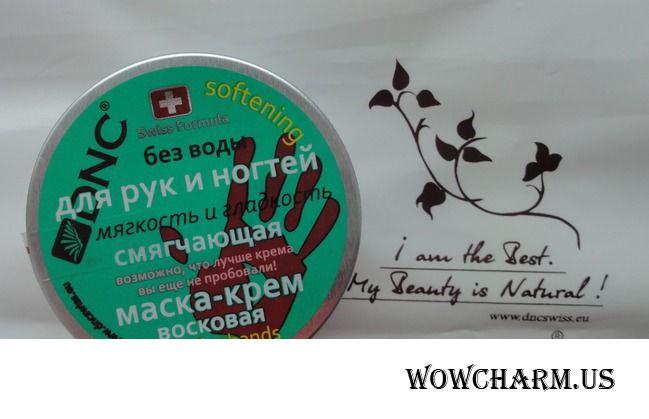 softening
DNC®
Swiss Formula
без воды
для рук и ногтей
мягкость и гладкость
смягчающая
возможно, что лучше крема
вы еще не пробовали!
маска-крем
восковая
hands
I am the Best.
My Beauty is Natural !
www.dncswiss.eu
®
WOWCHARM.US